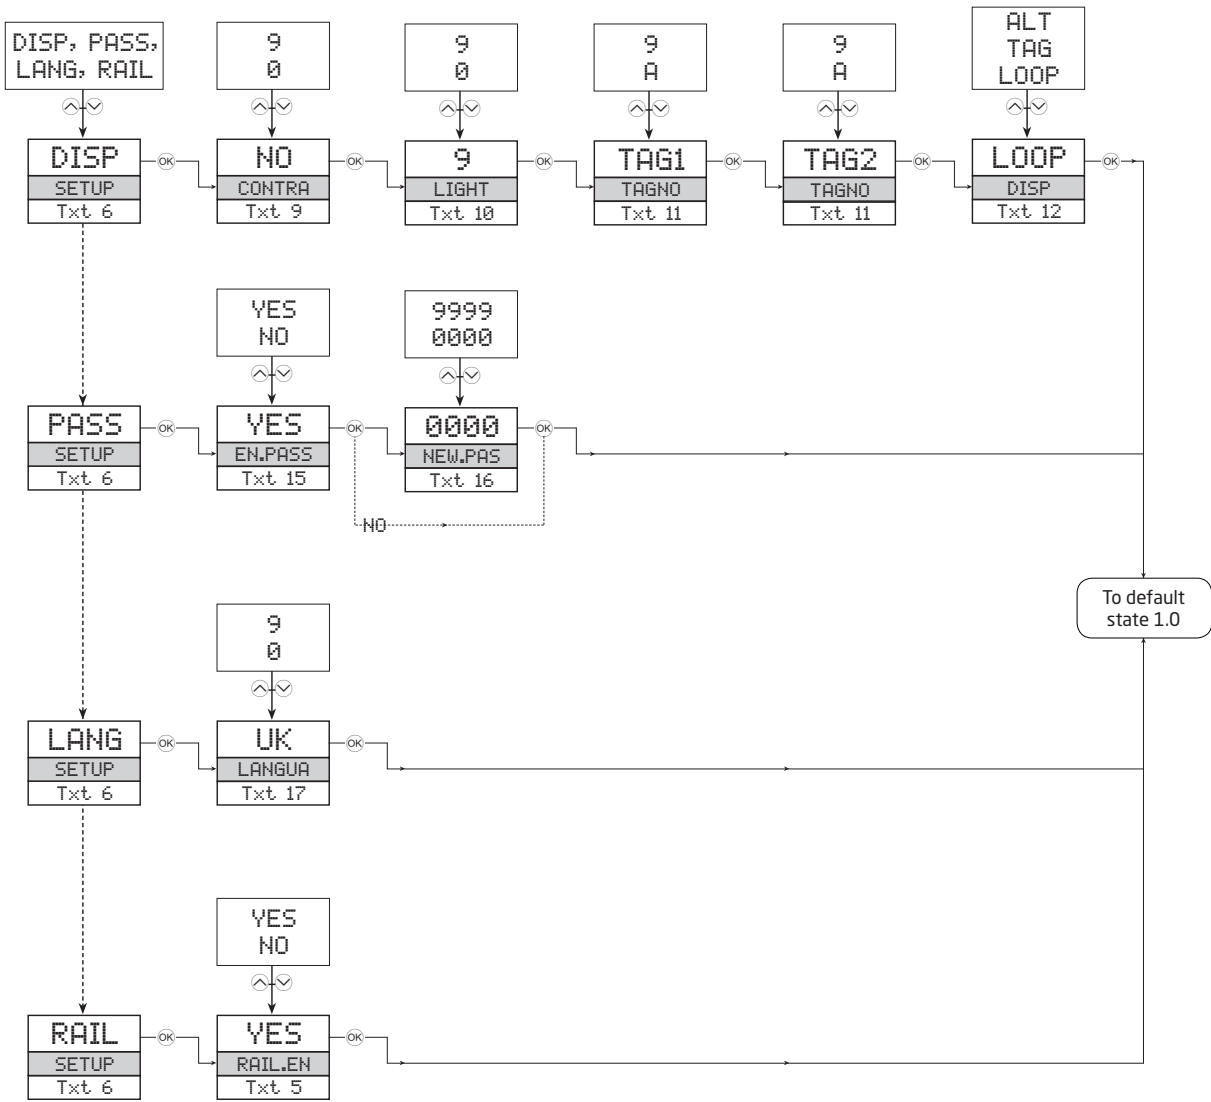 DISP, PASS,
LANG, RAIL
9
0
9
0
9
A
9
A
ALT
TAG
LOOP
DISP
SETUP
Txt 6
OK
NO
CONTRA
Txt 9
OK
9
LIGHT
Txt 10
OK
TAG1
TAGNO
Txt 11
OK
TAG2
TAGNO
Txt 11
OK
LOOP
DISP
Txt 12
OK
YES
NO
9999
0000
PASS
SETUP
Txt 6
OK
YES
EN.PASS
Txt 15
OK
0000
NEW.PAS
Txt 16
OK
NO
To default
state 1.0
9
0
LANG
SETUP
Txt 6
OK
UK
LANGUA
Txt 17
OK
YES
NO
RAIL
SETUP
Txt 6
OK
YES
RAIL.EN
Txt 5
OK